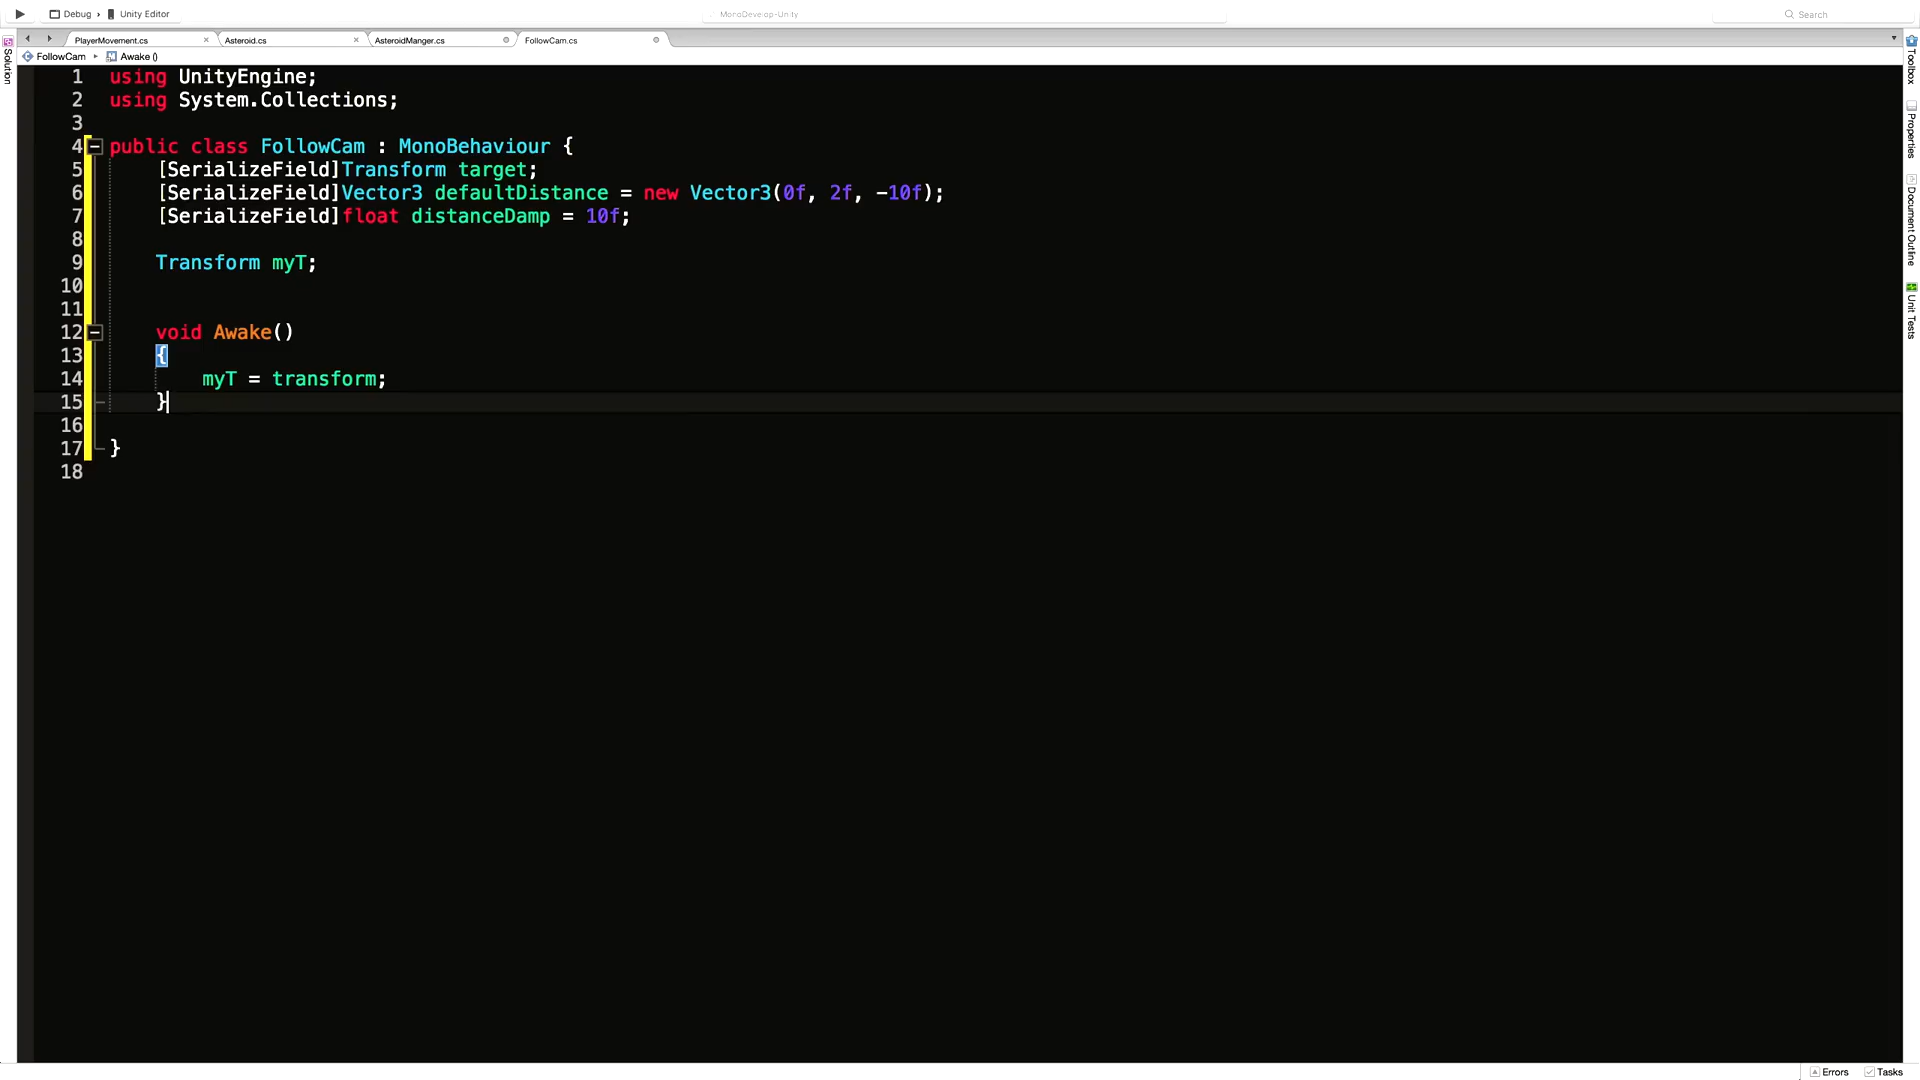 Debug › Unity Editor
MonoDevelop-Unity
Search
PlayerMovement.cs
Asteroid.cs
AsteroidManger.cs
FollowCam.cs
FollowCam
Awake ()
Solution
1 using UnityEngine;
2 using System.Collections;
3
4 public class FollowCam : MonoBehaviour {
5 [SerializeField]Transform target;
6 [SerializeField]Vector3 defaultDistance = new Vector3(0f, 2f, -10f);
7 [SerializeField]float distanceDamp = 10f;
8
9 Transform myT;
10
11
12 void Awake()
13 {
14 myT = transform;
15 }
16
17 }
18
Toolbox
Properties
Document Outline
Unit Tests
Errors
Tasks